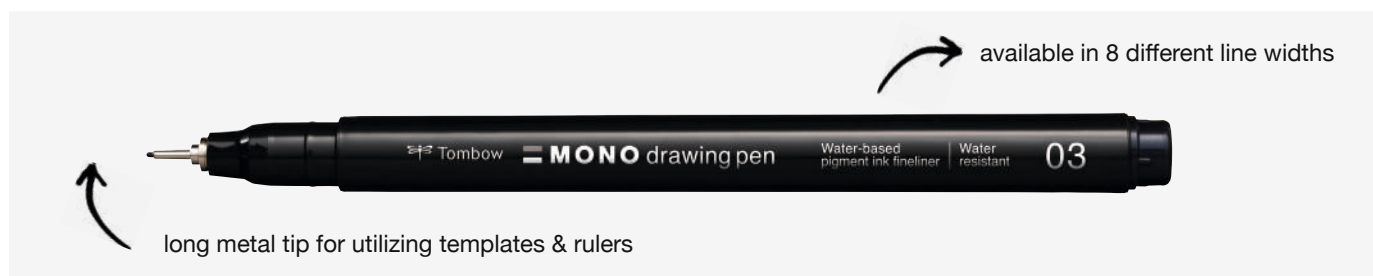 available in 8 different line widths
Tombow MONO drawing pen
Water-based
pigment ink fineliner
Water
resistant
03
long metal tip for utilizing templates & rulers